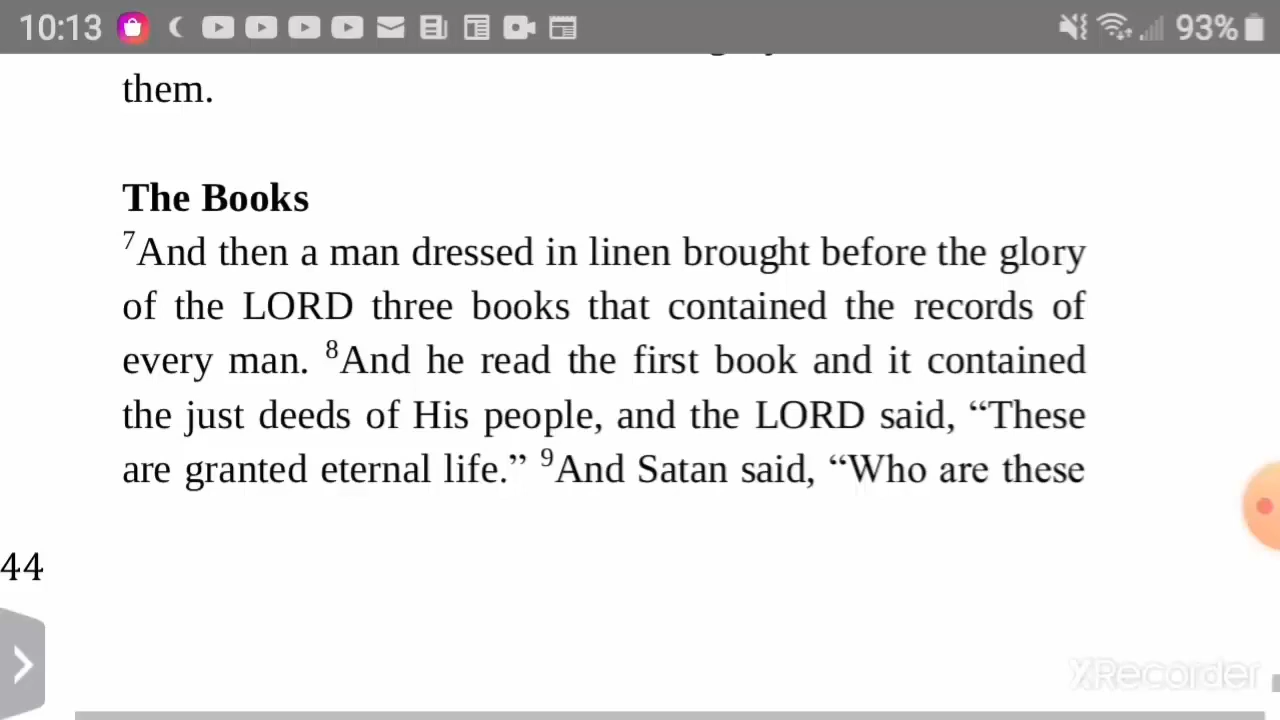 10:13 93%
them.
The Books
7And then a man dressed in linen brought before the glory
of the LORD three books that contained the records of
every man. 8And he read the first book and it contained
the just deeds of His people, and the LORD said, “These
are granted eternal life.” 9And Satan said, “Who are these
44
XRecorder